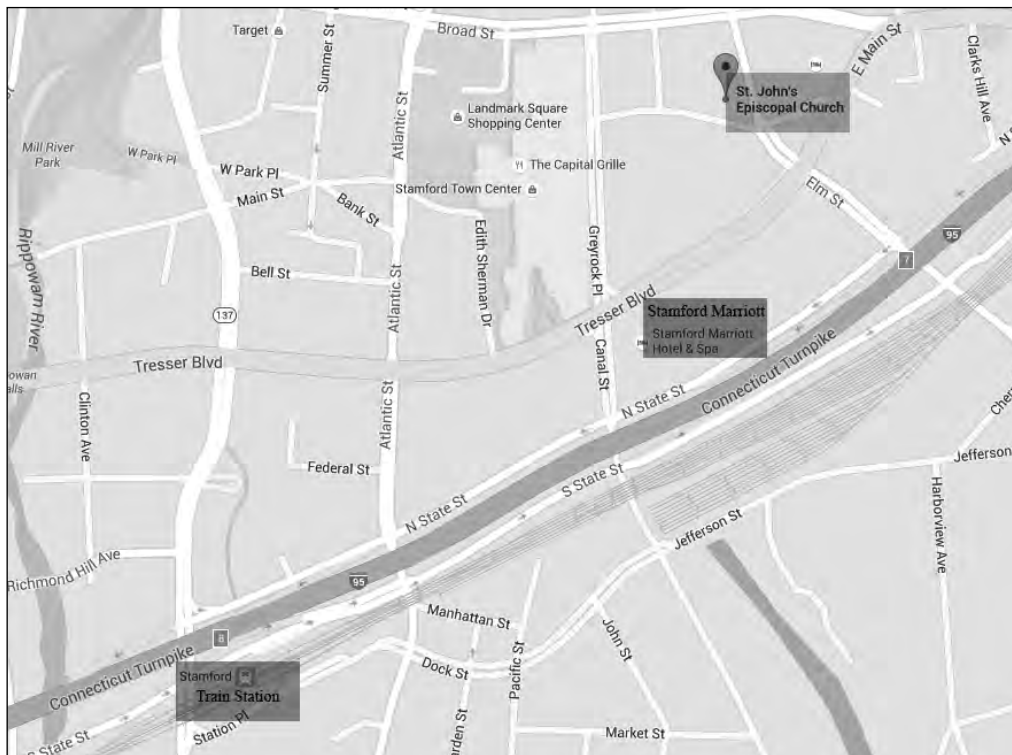 Broad St
Target
Summer St
Atlantic St
E Main St
Clarks Hill Ave
St. John's
Episcopal Church
Landmark Square
Shopping Center
Mill River
Park
W Park Pl
W Park Pl
Main St
Bank St
The Capital Grille
Stamford Town Center
Elm St
N S
95
7
Rippowam River
Edith Sherman Dr
Greyrock Pl
Bell St
Atlantic St
137
Tresser Blvd
Stamford Marriott
Stamford Marriott
Hotel & Spa
Tresser Blvd
Canal St
Connecticut Turnpike
N State St
Clinton Ave
Atlantic St
Federal St
S State St
N State St
Jefferson
Harborview Ave
Jefferson St
Richmond Hill Ave
95
8
Manhattan St
Pacific St
John St
Dock St
Connecticut Turnpike
Stamford
Train Station
Station Pl
S State St
Market St